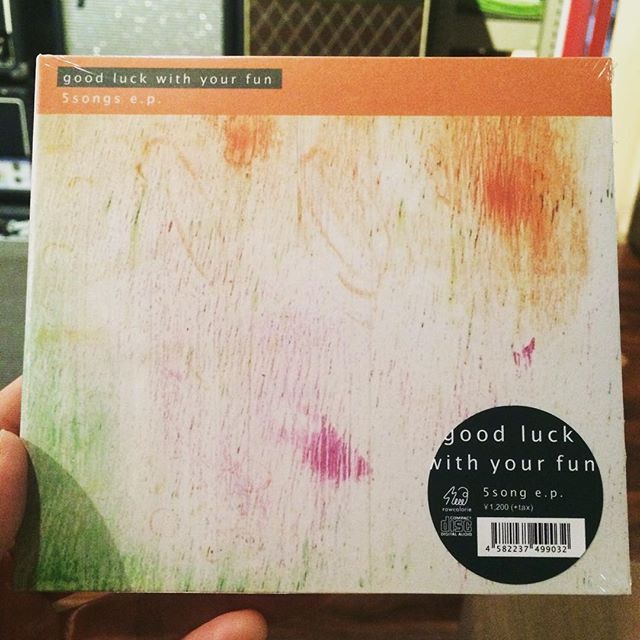 good luck with your fun
5songs e.p.
good luck
with your fun
5song e.p.
rawcalorie
¥1,200 (+tax)
COMPACT
disc
DIGITAL AUDIO
4 582237 499032